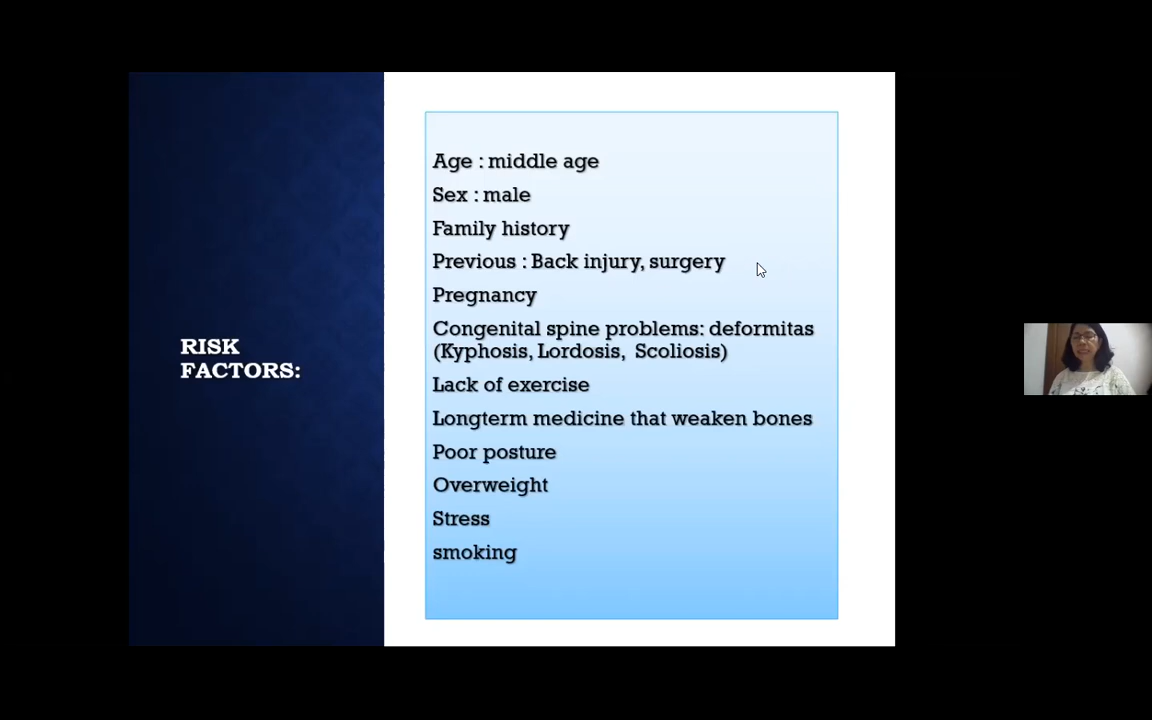 RISK
FACTORS:
Age : middle age
Sex : male
Family history
Previous : Back injury, surgery
Pregnancy
Congenital spine problems: deformitas
(Kyphosis, Lordosis, Scoliosis)
Lack of exercise
Longterm medicine that weaken bones
Poor posture
Overweight
Stress
smoking